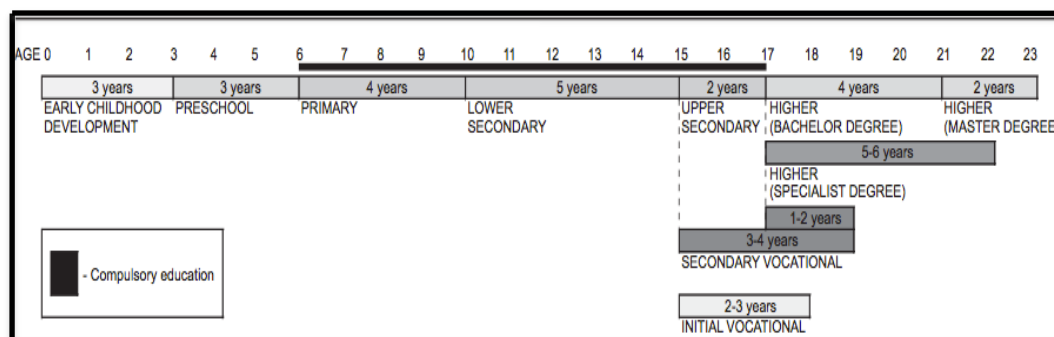 AGE 0 1 2 3 4 5 6 7 8 9 10 11 12 13 14 15 16 17 18 19 20 21 22 23
3 years 3 years 4 years 5 years 2 years 4 years 2 years
EARLY CHILDHOOD PRESCHOOL PRIMARY LOWER UPPER HIGHER HIGHER
DEVELOPMENT SECONDARY SECONDARY (BACHELOR DEGREE) (MASTER DEGREE
5-6 years
HIGHER
(SPECIALIST DEGREE)
1-2 years
3-4 years
SECONDARY VOCATIONAL
- Compulsory education
2-3 years
INITIAL VOCATIONAL